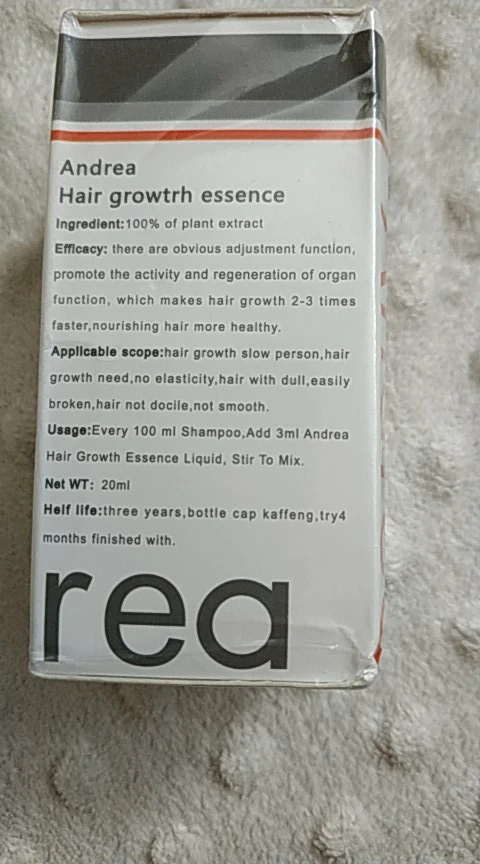 Andrea
Hair growtrh essence
Ingredient:100% of plant extract
Efficacy: there are obvious adjustment function,
promote the activity and regeneration of organ
function, which makes hair growth 2-3 times
faster,nourishing hair more healthy.
Applicable scope:hair growth slow person,hair
growth need,no elasticity,hair with dull,easily
broken,hair not docile,not smooth.
Usage:Every 100 ml Shampoo,Add 3ml Andrea
Hair Growth Essence Liquid, Stir To Mix.
Net WT: 20ml
Helf life:three years,bottle cap kaffeng,try4
months finished with.
rea